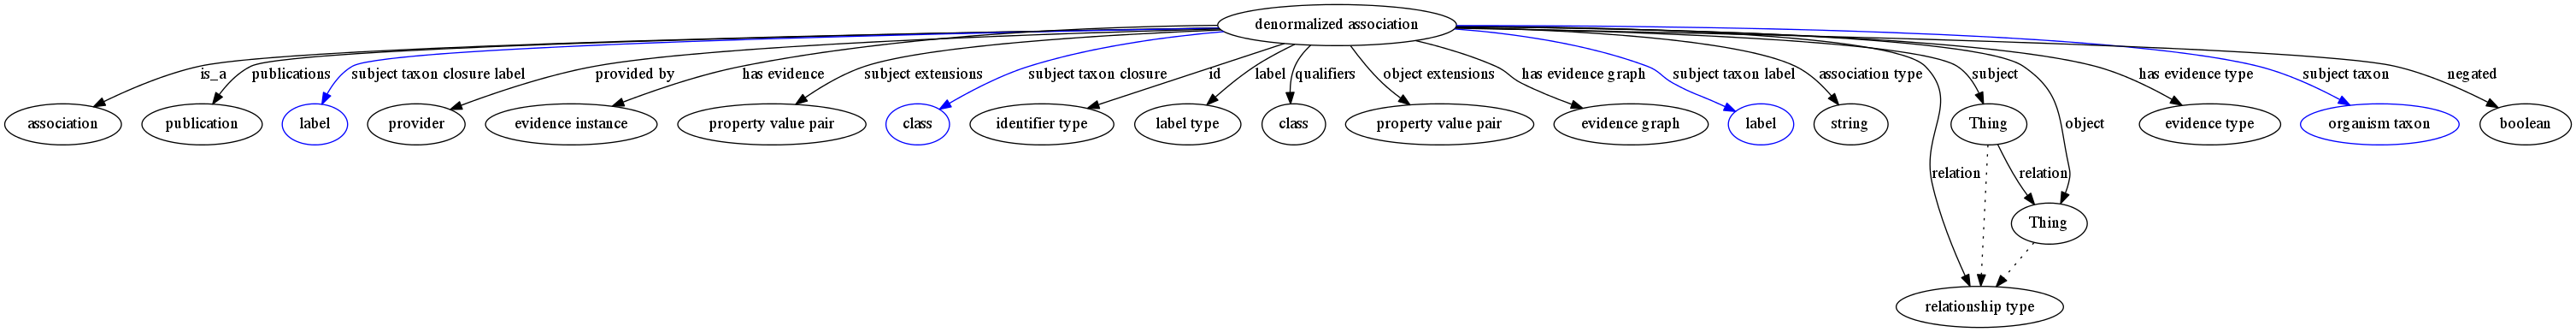 denormalized association
is_a
publications
subject taxon closure label
provided by
has evidence
subject extensions
subject taxon closure
id
label
qualifiers
object extensions
has evidence graph
subject taxon label
association type
subject
has evidence type
subject taxon
negated
association
publication
label
provider
evidence instance
property value pair
class
identifier type
label type
class
property value pair
evidence graph
label
string
Thing
object
evidence type
organism taxon
boolean
relation
relation
Thing
relationship type